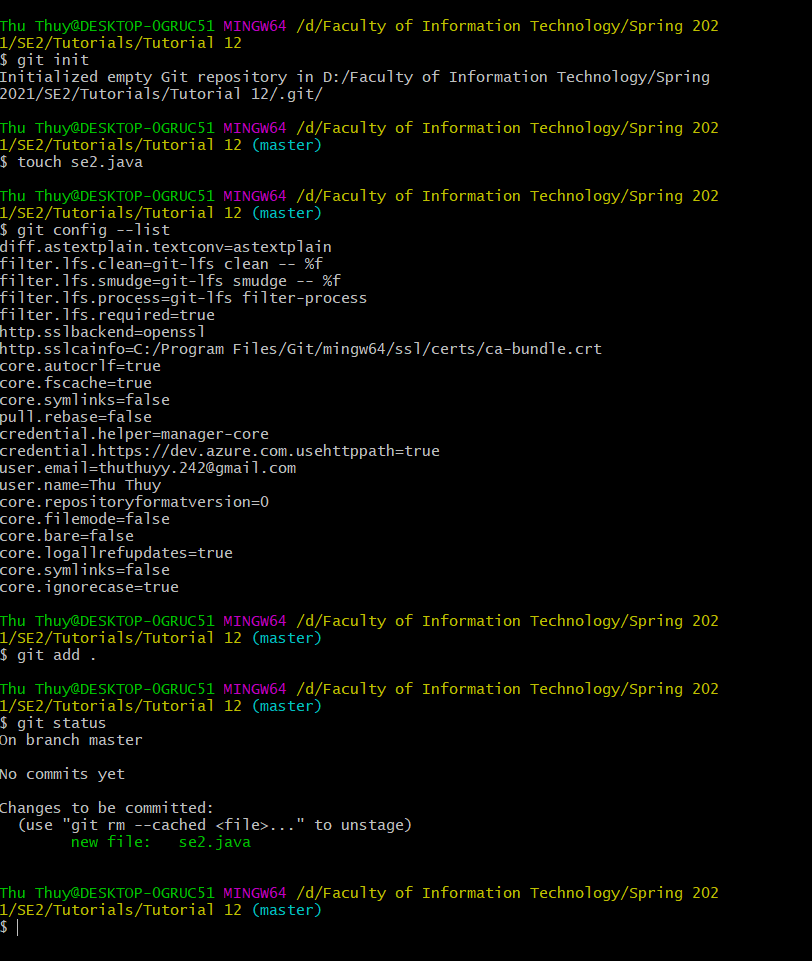 Thu Thuy@DESKTOP-0GRUC51 MINGW64 /d/Faculty of Information Technology/Spring 202
1/SE2/Tutorials/Tutorial 12
$ git init
Initialized empty Git repository in D:/Faculty of Information Technology/Spring
2021/SE2/Tutorials/Tutorial 12/.git/
Thu Thuy@DESKTOP-0GRUC51 MINGW64 /d/Faculty of Information Technology/Spring 202
1/SE2/Tutorials/Tutorial 12 (master)
$ touch se2.java
Thu Thuy@DESKTOP-0GRUC51 MINGW64 /d/Faculty of Information Technology/Spring 202
1/SE2/Tutorials/Tutorial 12 (master)
$ git config --list
diff.astextplain.textconv=astextplain
filter.lfs.clean=git-lfs clean -- %f
filter.lfs.smudge=git-lfs smudge -- %f
filter.lfs.process=git-lfs filter-process
filter.lfs.required=true
http.sslbackend=openssl
http.sslcainfo=C:/Program Files/Git/mingw64/ssl/certs/ca-bundle.crt
core.autocrlf=true
core.fscache=true
core.symlinks=false
pull.rebase=false
credential.helper=manager-core
credential.https://dev.azure.com.usehttppath=true
user.email=thuthuyy.242@gmail.com
user.name=Thu Thuy
core.repositoryformatversion=0
core.filemode=false
core.bare=false
core.logallrefupdates=true
core.symlinks=false
core.ignorecase=true
Thu Thuy@DESKTOP-0GRUC51 MINGW64 /d/Faculty of Information Technology/Spring 202
1/SE2/Tutorials/Tutorial 12 (master)
$ git add .
Thu Thuy@DESKTOP-0GRUC51 MINGW64 /d/Faculty of Information Technology/Spring 202
1/SE2/Tutorials/Tutorial 12 (master)
$ git status
On branch master
No commits yet
Changes to be committed:
  (use "git rm --cached <file>..." to unstage)
        new file:   se2.java
Thu Thuy@DESKTOP-0GRUC51 MINGW64 /d/Faculty of Information Technology/Spring 202
1/SE2/Tutorials/Tutorial 12 (master)
$